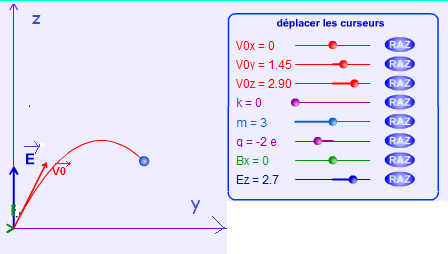 z
E
V0
y
déplacer les curseurs
V0x = 0 RAZ
V0y = 1.45 RAZ
V0z = 2.90 RAZ
k = 0 RAZ
m = 3 RAZ
q = -2 e RAZ
Bx = 0 RAZ
Ez = 2.7 RAZ